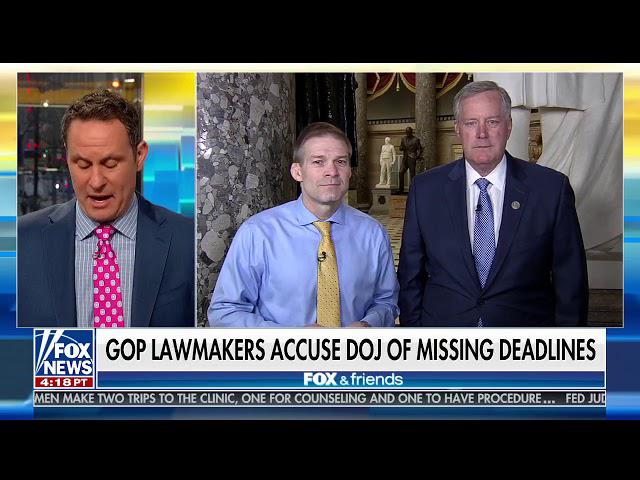 GOP LAWMAKERS ACCUSE DOJ OF MISSING DEADLINES
FOX
NEWS
4:18 PT
FOX & friends
MEN MAKE TWO TRIPS TO THE CLINIC, ONE FOR COUNSELING AND ONE TO HAVE PROCEDURE... FED JUD